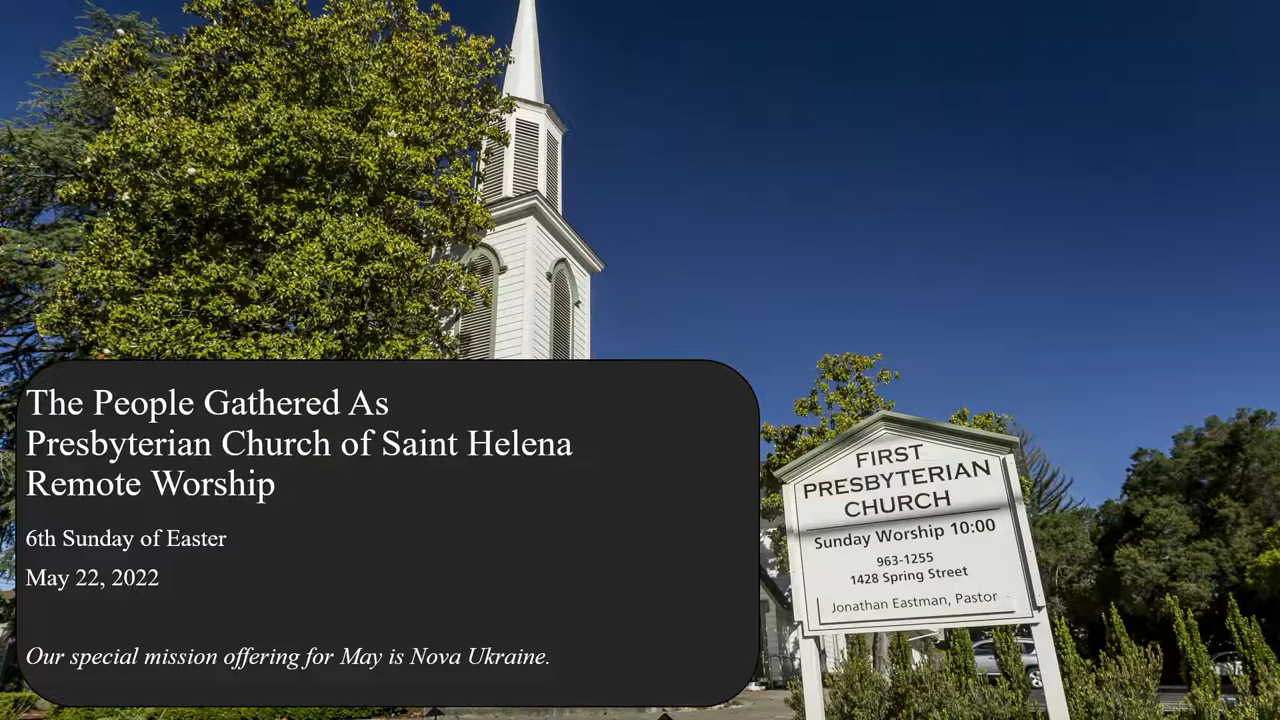 The People Gathered As
Presbyterian Church of Saint Helena
Remote Worship
6th Sunday of Easter
May 22, 2022
Our special mission offering for May is Nova Ukraine.
FIRST
PRESBYTERIAN
CHURCH
Sunday Worship 10:00
963-1255
1428 Spring Street
Jonathan Eastman, Pastor